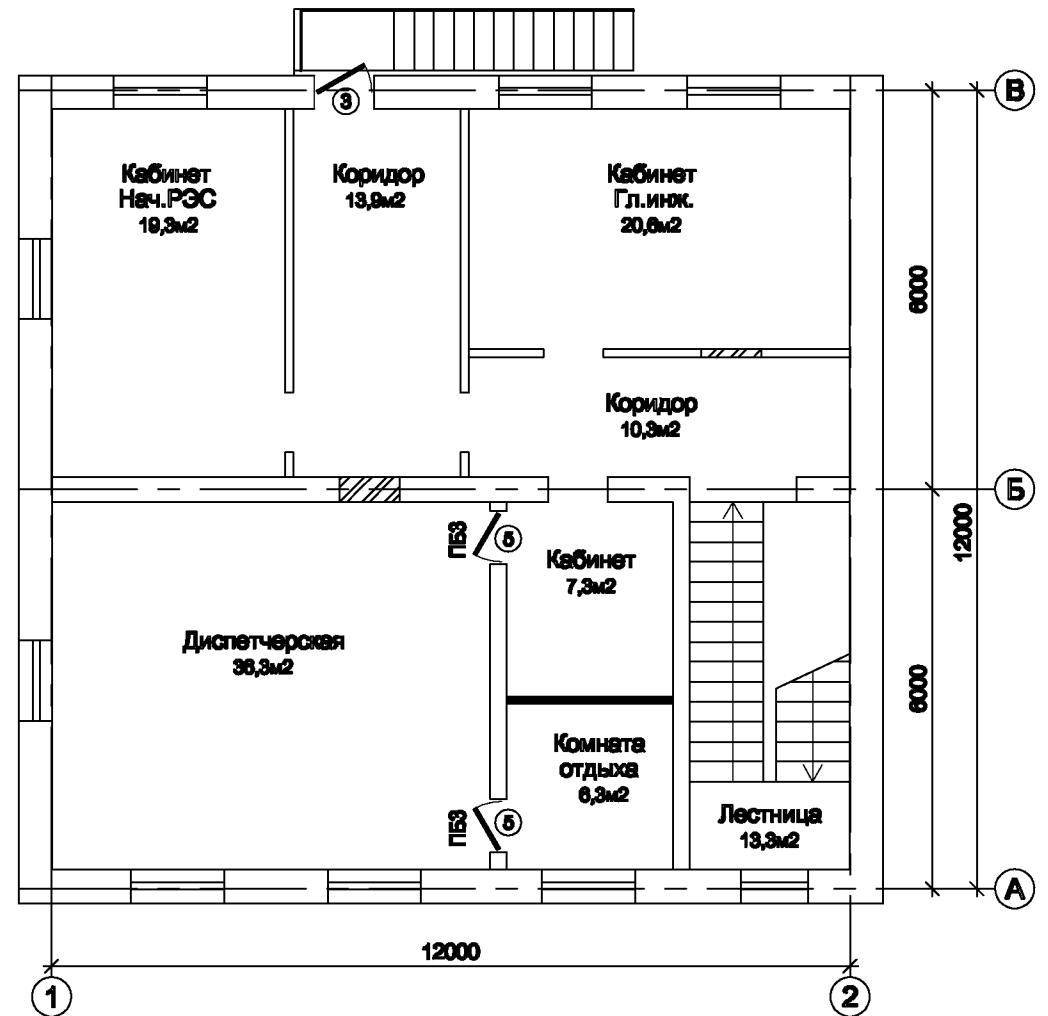 3
В
Кабинет
Нач.РЭС
19,3м2
Коридор
13,9м2
Кабинет
Гл.инж.
20,6м2
6000
Коридор
10,3м2
Б
12000
ПБ3
5
Кабинет
7,3м2
Диспетчерская
36,3м2
6000
Комната
отдыха
6,3м2
ПБ3
5
Лестница
13,3м2
А
12000
1
2